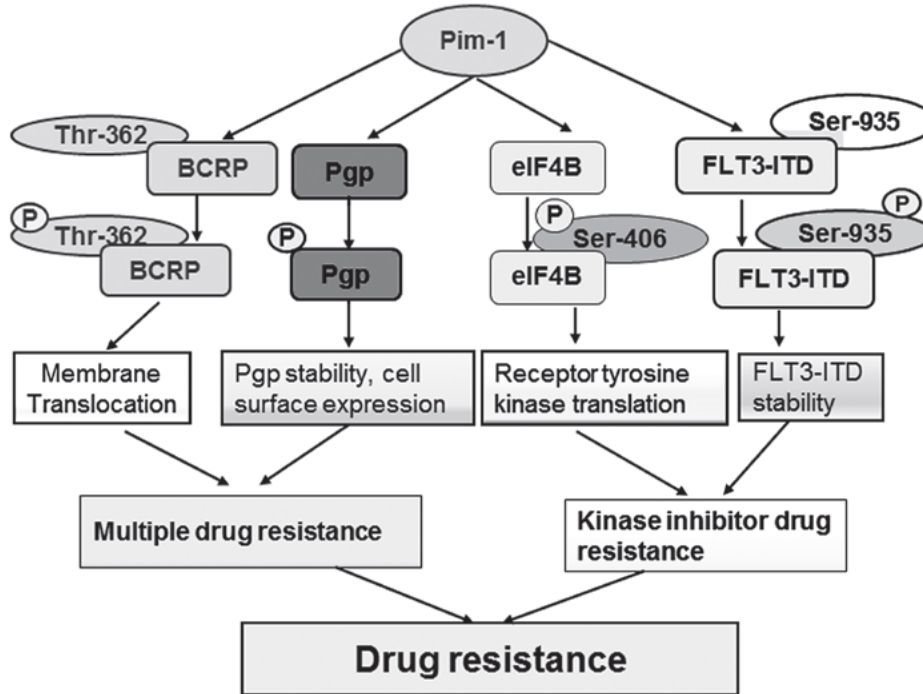 Pim-1
Thr-362
BCRP
Pgp
eIF4B
FLT3-ITD
Ser-935
P
Thr-362
BCRP
P
Pgp
P
Ser-406
eIF4B
P
Ser-935
FLT3-ITD
Membrane
Translocation
Pgp stability, cell
surface expression
Receptor tyrosine
kinase translation
FLT3-ITD
stability
Multiple drug resistance
Kinase inhibitor drug
resistance
Drug resistance